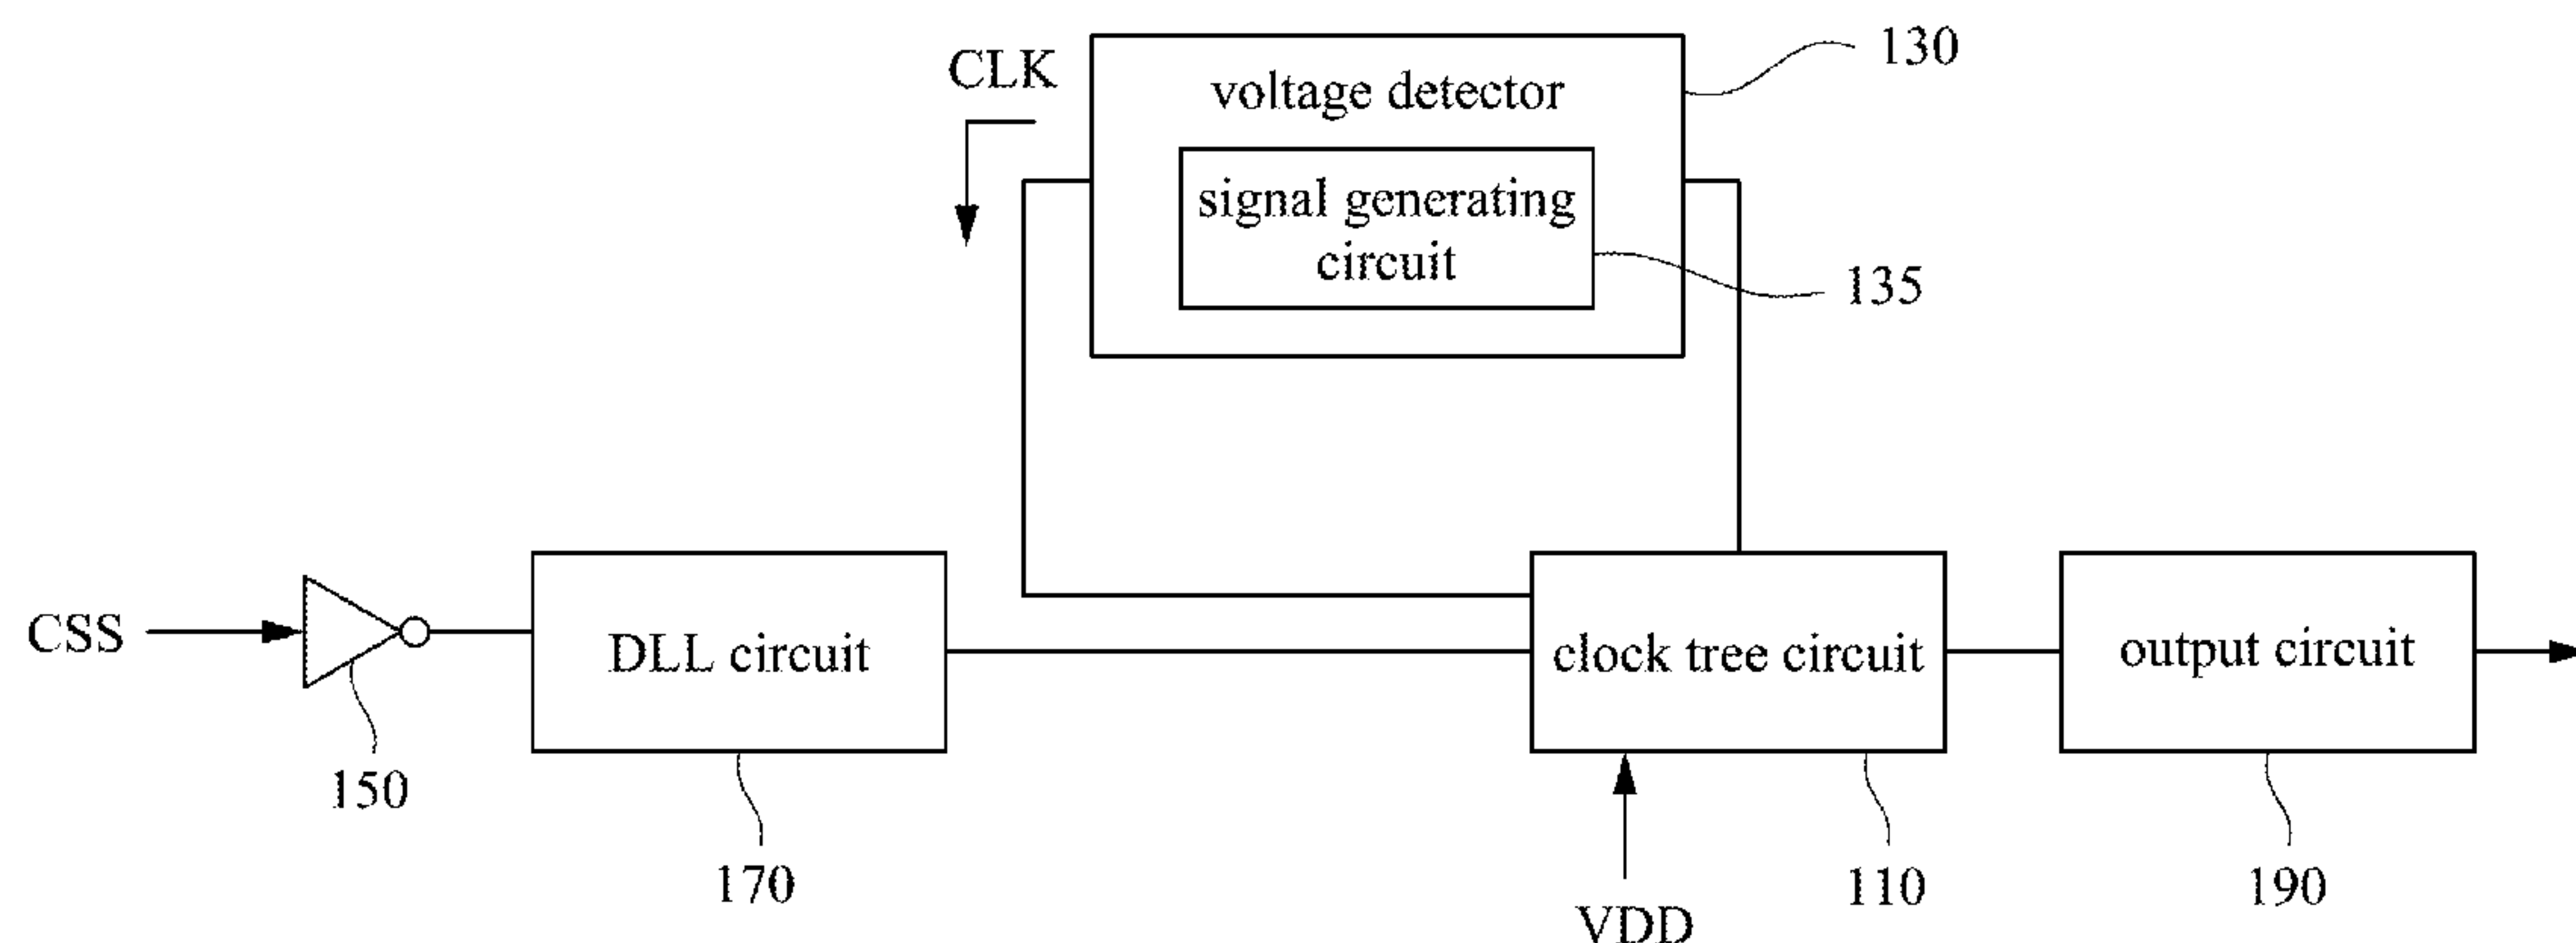 130
CLK
voltage detector
signal generating
circuit
135
CSS
DLL circuit
clock tree circuit
output circuit
150
170
110
190
VDD